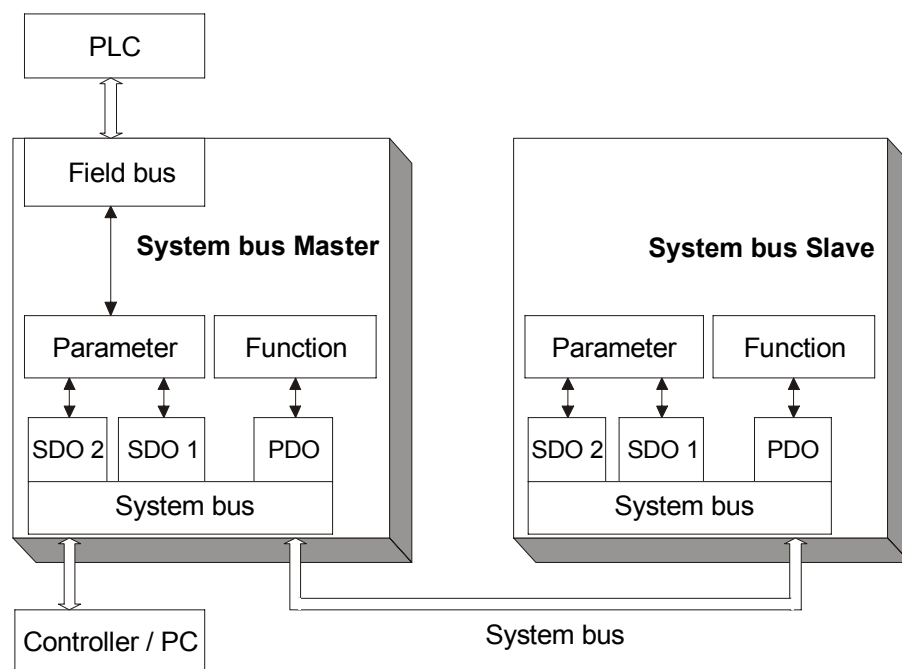 PLC
Field bus
System bus Master
Parameter
Function
SDO 2
SDO 1
PDO
System bus
Controller / PC
System bus Slave
Parameter
Function
SDO 2
SDO 1
PDO
System bus
System bus